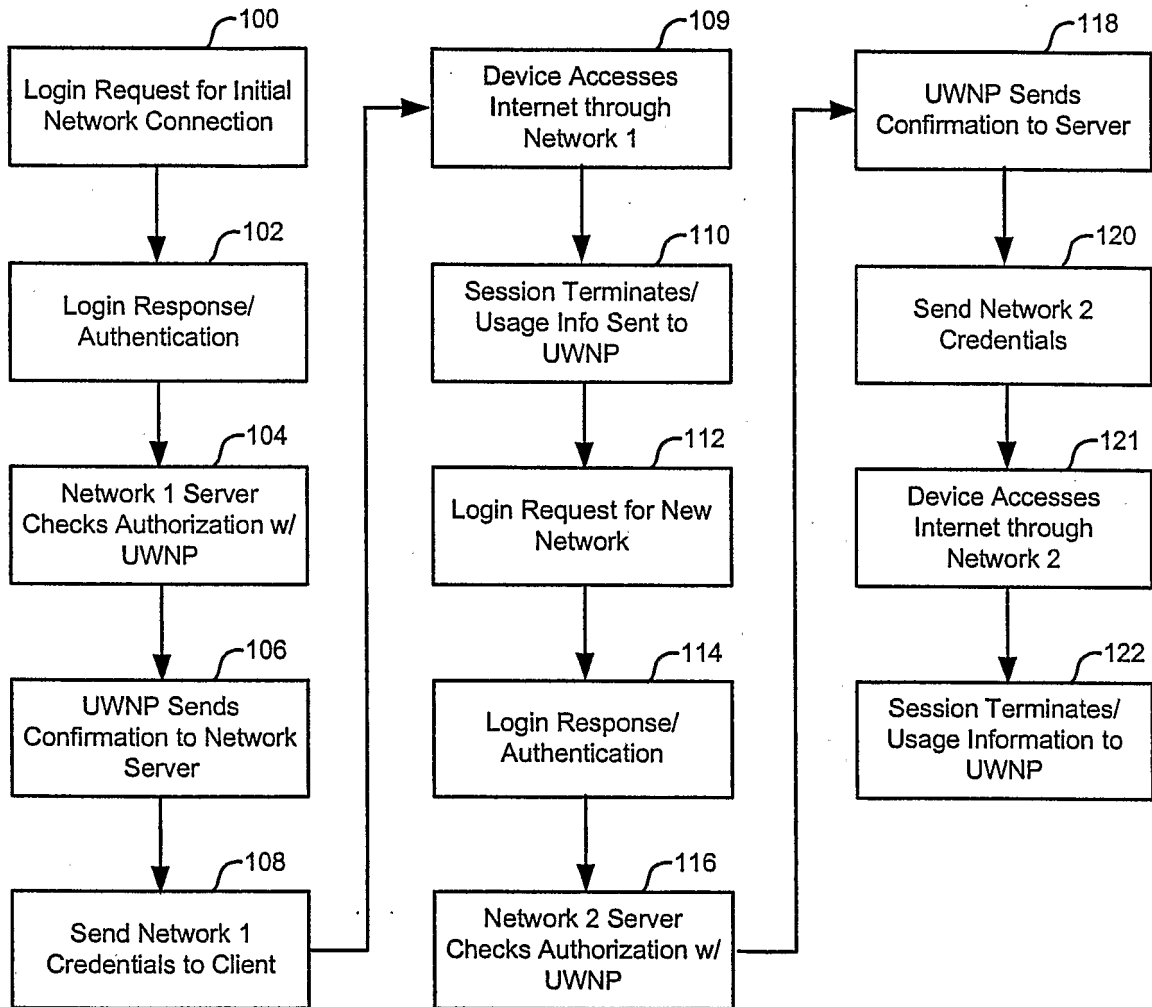 100
Login Request for Initial
Network Connection
102
Login Response/
Authentication
104
Network 1 Server
Checks Authorization w/
UWNP
106
UWNP Sends
Confirmation to Network
Server
108
Send Network 1
Credentials to Client
109
Device Accesses
Internet through
Network 1
110
Session Terminates/
Usage Info Sent to
UWNP
112
Login Request for New
Network
114
Login Response/
Authentication
116
Network 2 Server
Checks Authorization w/
UWNP
118
UWNP Sends
Confirmation to Server
120
Send Network 2
Credentials
121
Device Accesses
Internet through
Network 2
122
Session Terminates/
Usage Information to
UWNP